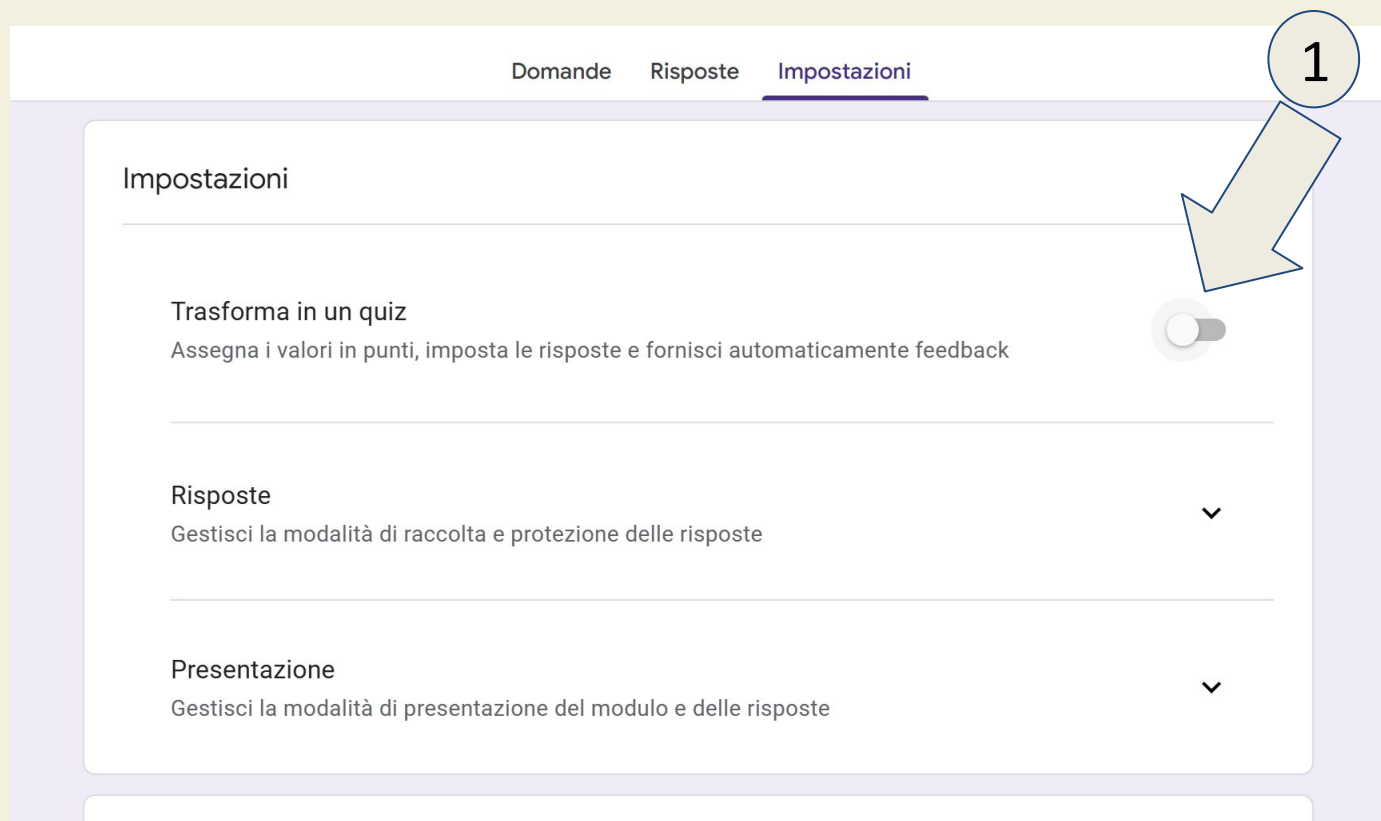 1
Domande Risposte Impostazioni
Impostazioni
Trasforma in un quiz
Assegna i valori in punti, imposta le risposte e fornisci automaticamente feedback
Risposte
Gestisci la modalità di raccolta e protezione delle risposte
Presentazione
Gestisci la modalità di presentazione del modulo e delle risposte